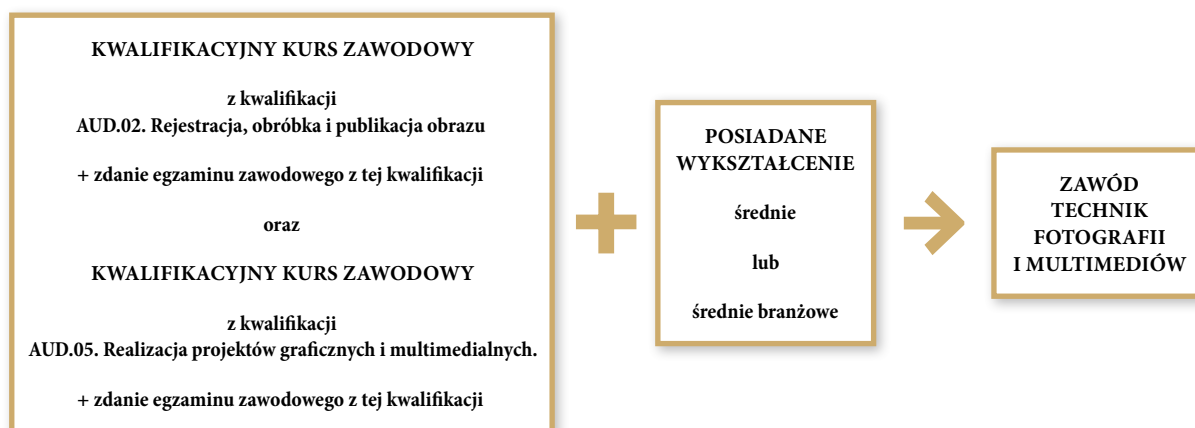 KWALIFIKACYJNY KURS ZAWODOWY
z kwalifikacji
AUD.02. Rejestracja, obróbka i publikacja obrazu
+ zdanie egzaminu zawodowego z tej kwalifikacji
oraz
KWALIFIKACYJNY KURS ZAWODOWY
z kwalifikacji
AUD.05. Realizacja projektów graficznych i multimedialnych.
+ zdanie egzaminu zawodowego z tej kwalifikacji
POSIADANE
WYKSZTAŁCENIE
średnie
lub
średnie branżowe
ZAWÓD
TECHNIK
FOTOGRAFII
I MULTIMEDIÓW